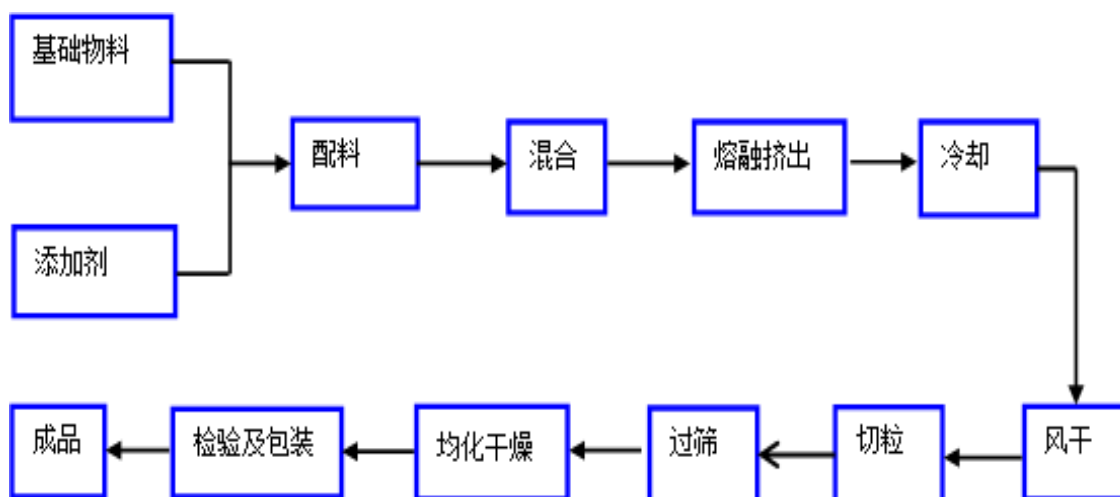 基础物料
添加剂
配料
混合
熔融挤出
冷却
风干
切粒
过筛
均化干燥
检验及包装
成品